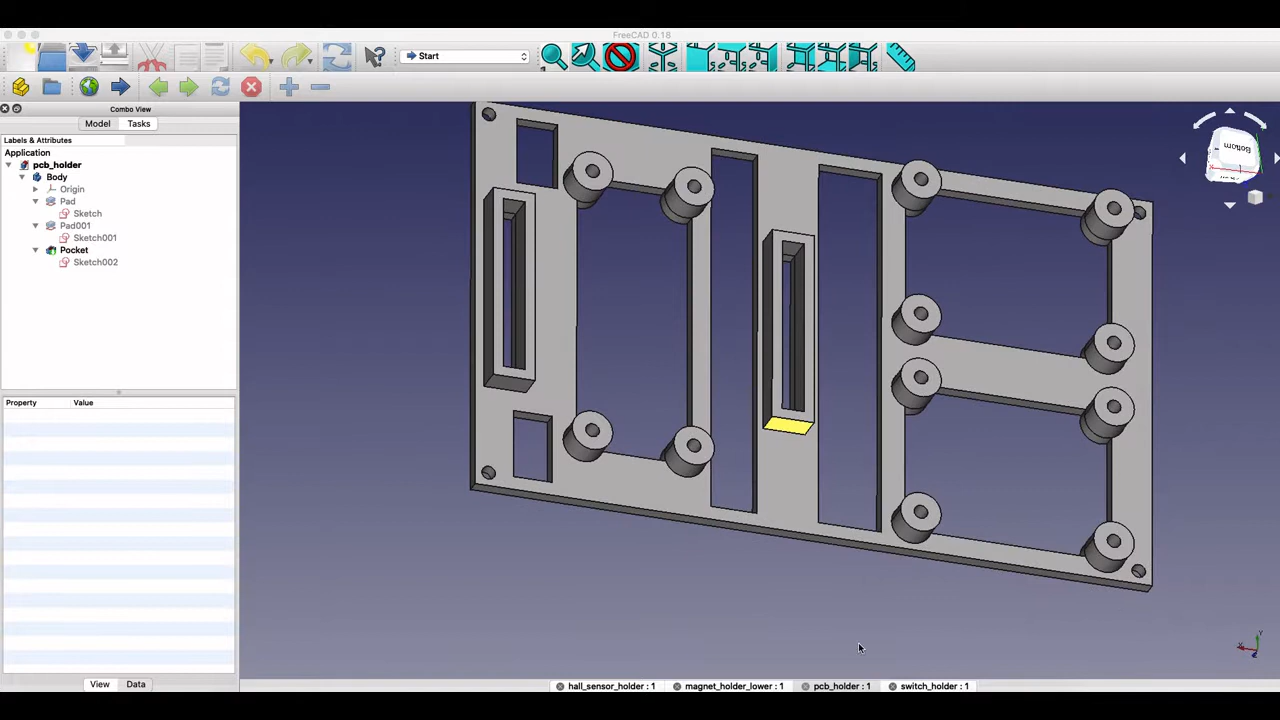 FreeCAD 0.18
Start
Combo View
Model Tasks
Labels & Attributes
Application
pcb_holder
Body
Origin
Pad
Sketch
Pad001
Sketch001
Pocket
Sketch002
Property Value
View Data
Bottom
Y
hall_sensor_holder : 1 magnet_holder_lower : 1 pcb_holder : 1 switch_holder : 1